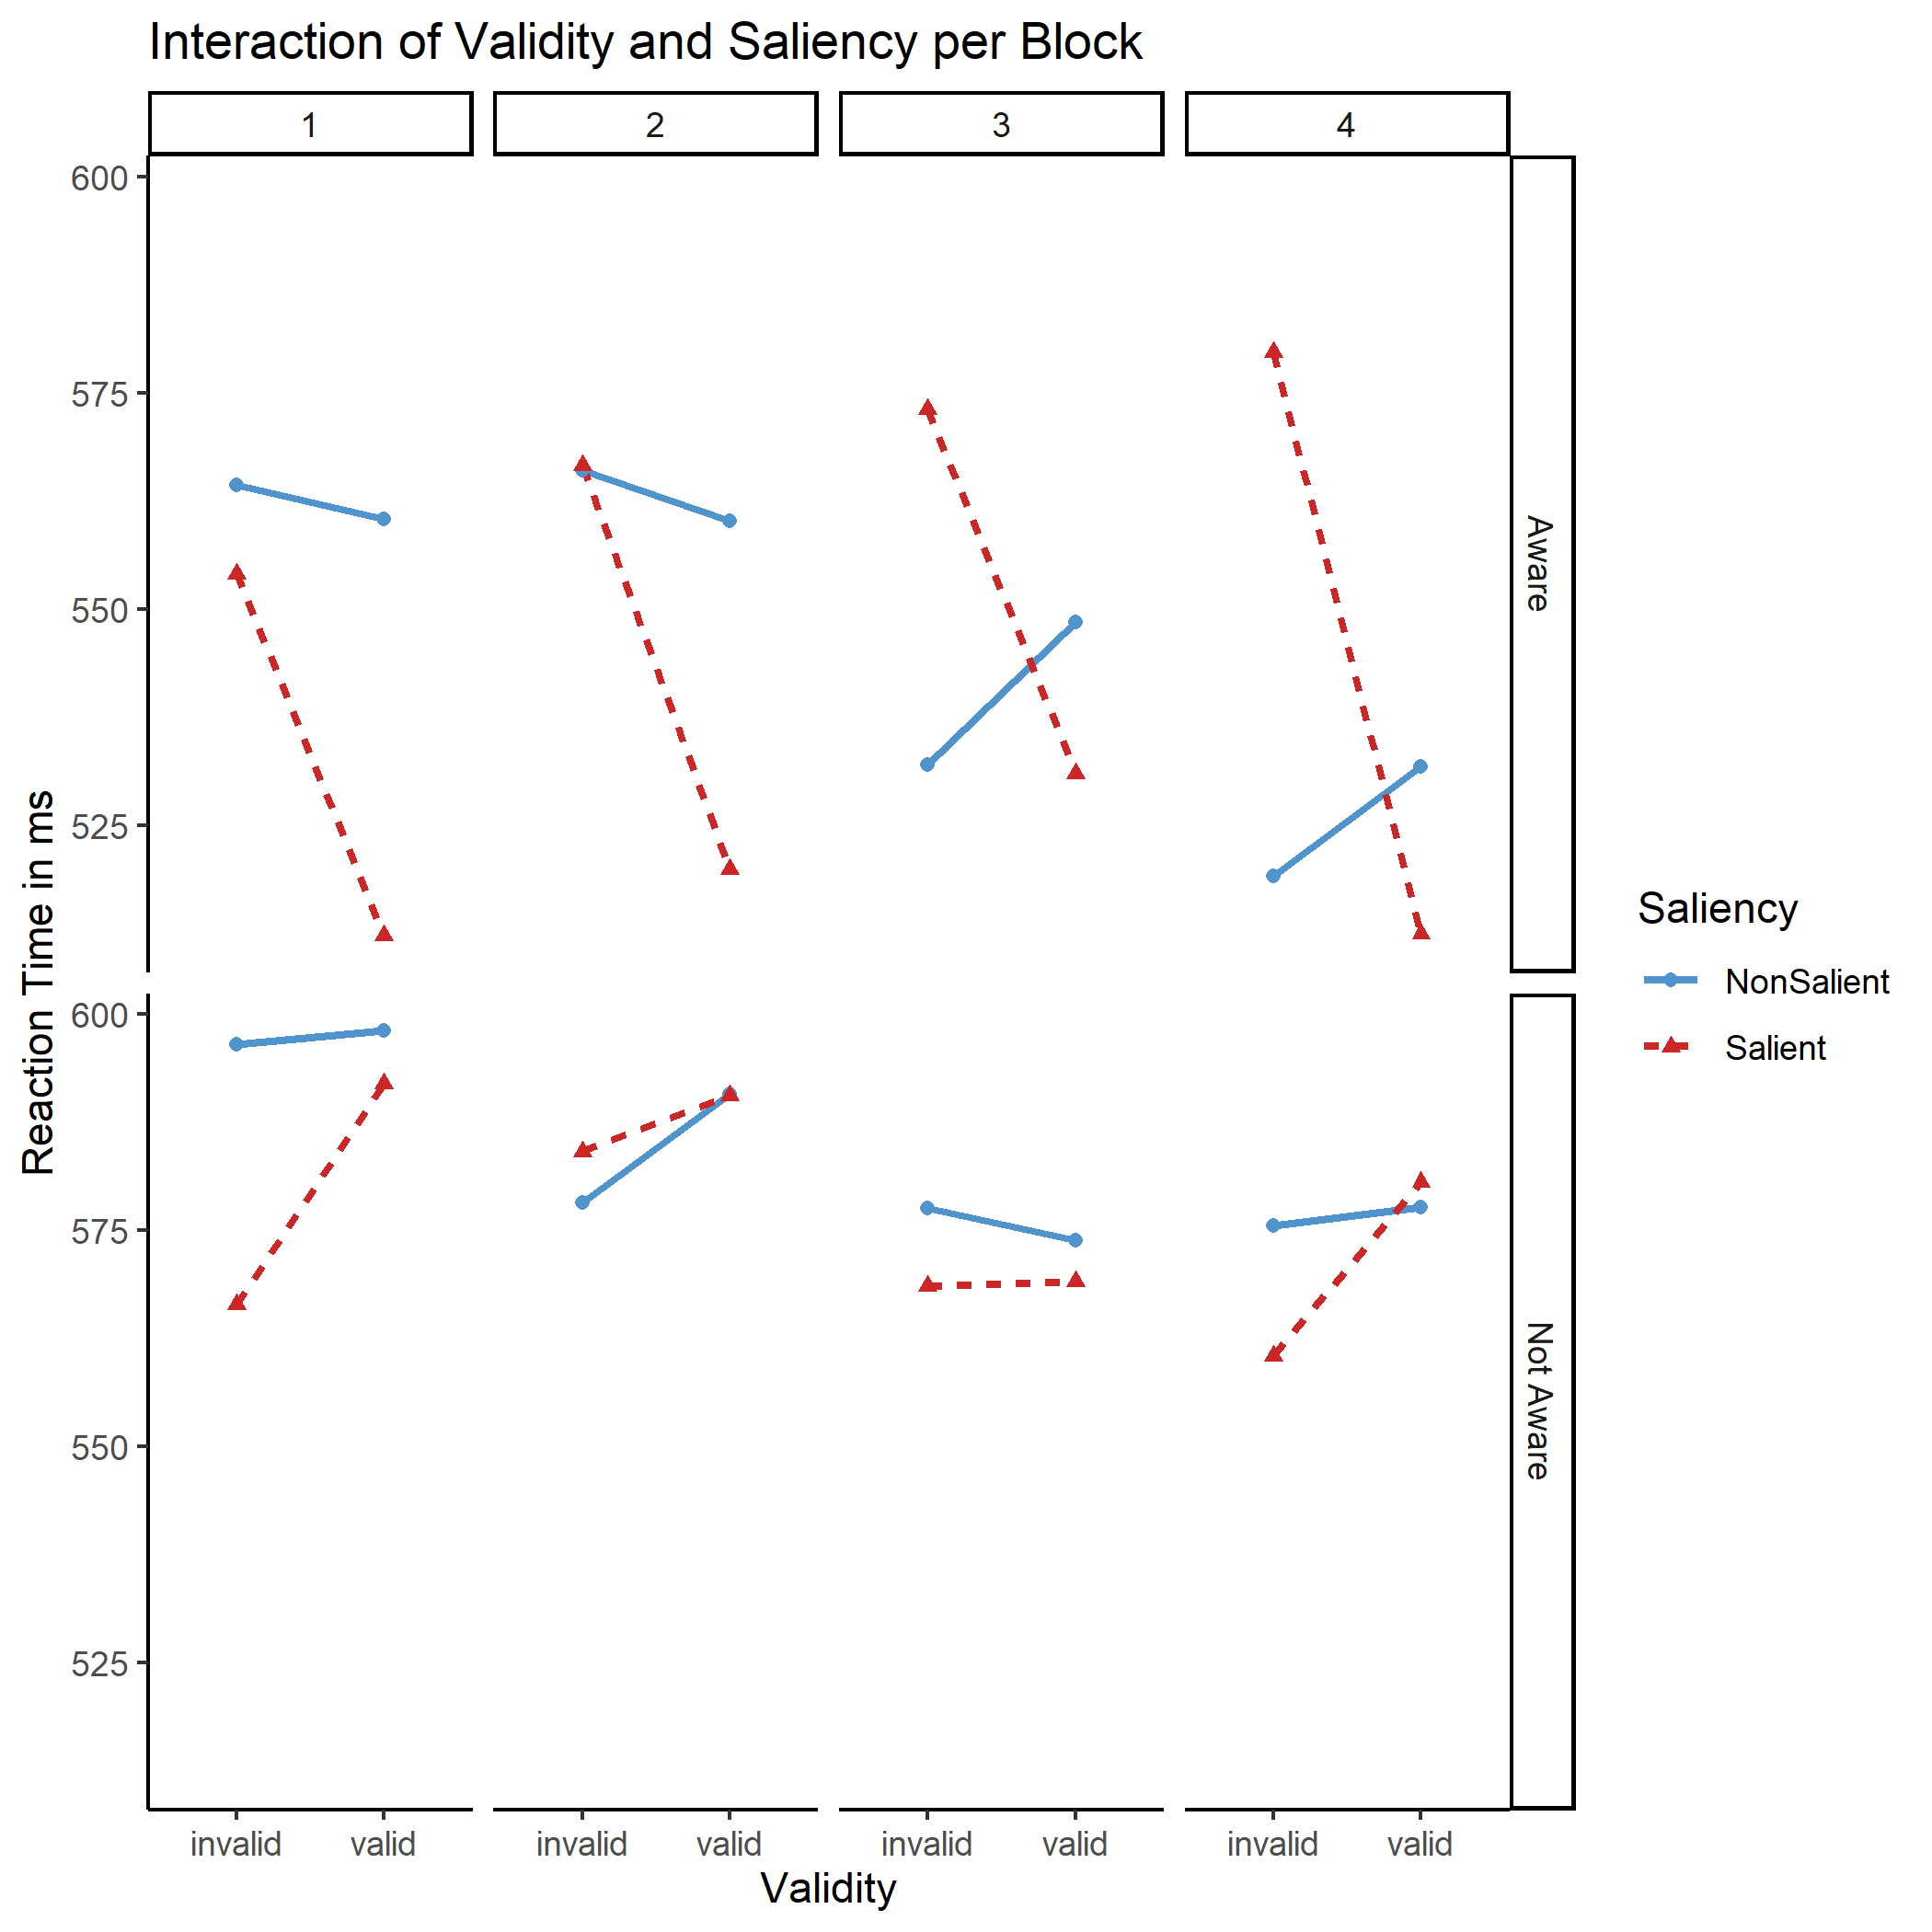 Interaction of Validity and Saliency per Block
1 2 3 4
600
575
550
525
Aware
600
575
550
525
Not Aware
Reaction Time in ms
invalid valid invalid valid invalid valid invalid valid
Validity
Saliency
NonSalient
Salient